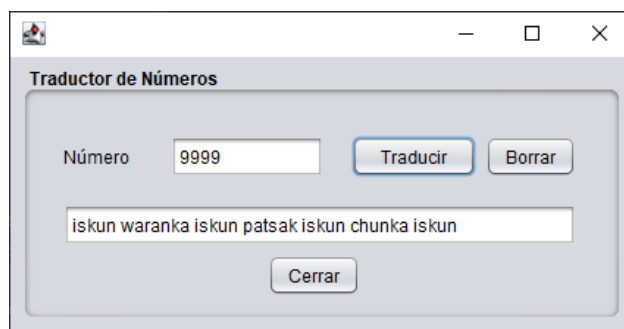 Traductor de Números
Número 9999 Traducir Borrar
iskun waranka iskun patsak iskun chunka iskun
Cerrar